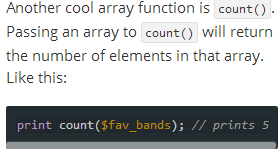 Another cool array function is count().
Passing an array to count() will return
the number of elements in that array.
Like this:
print count($fav_bands); // prints 5